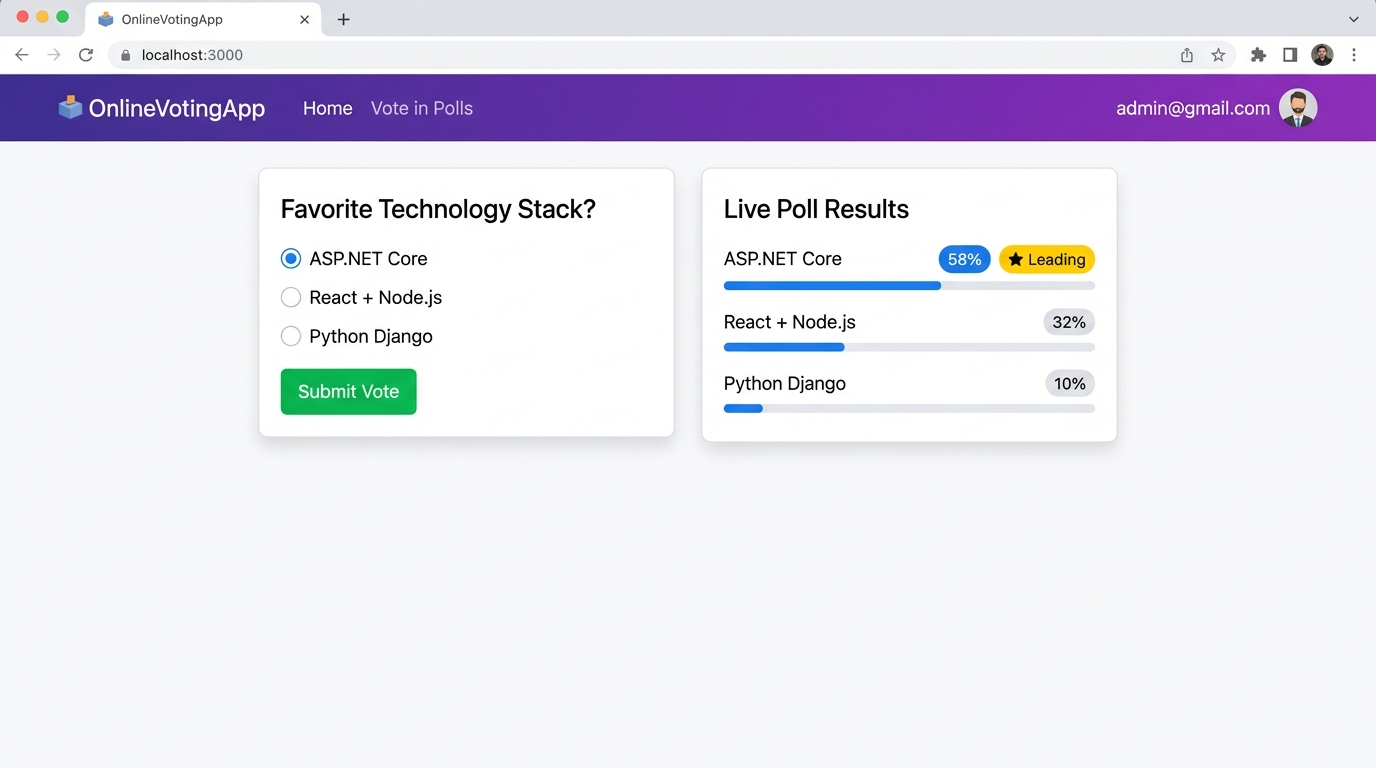 OnlineVotingApp
localhost:3000
OnlineVotingApp Home Vote in Polls admin@gmail.com
Favorite Technology Stack?
ASP.NET Core
React + Node.js
Python Django
Submit Vote
Live Poll Results
ASP.NET Core 58% Leading
React + Node.js 32%
Python Django 10%